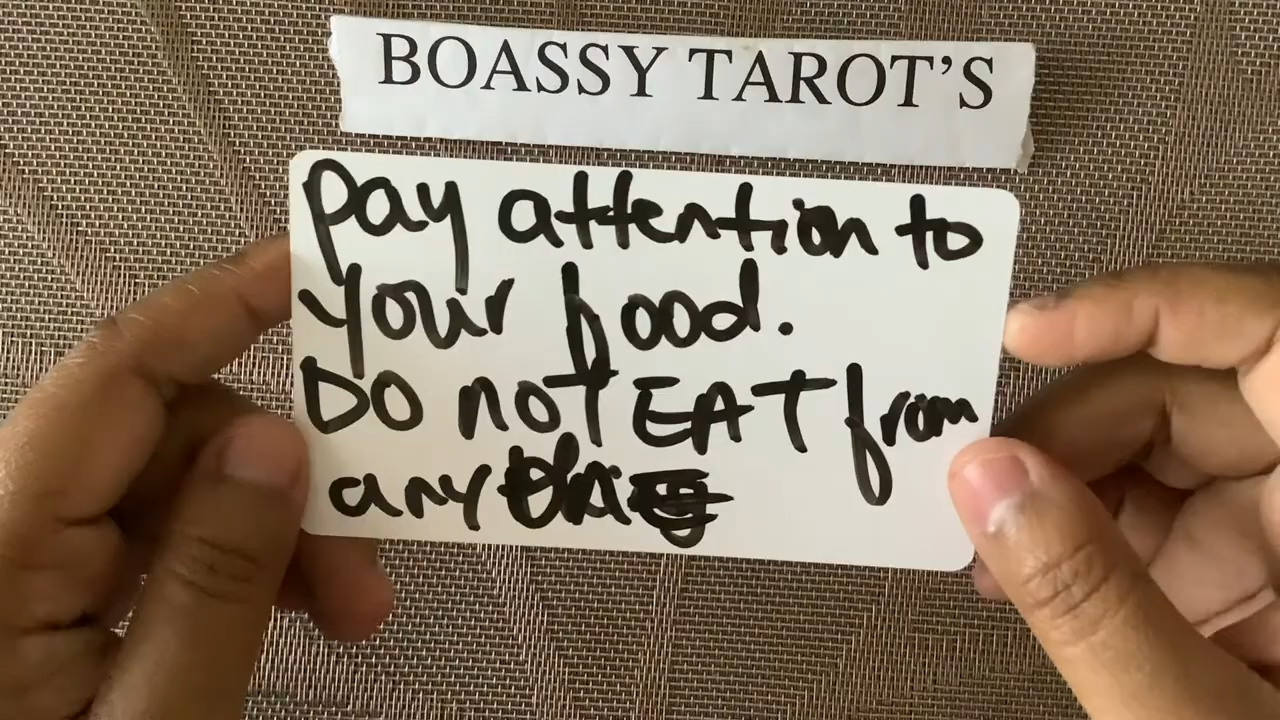 BOASSY TAROT'S
Pay attention to
your food.
DO not EAT from
any